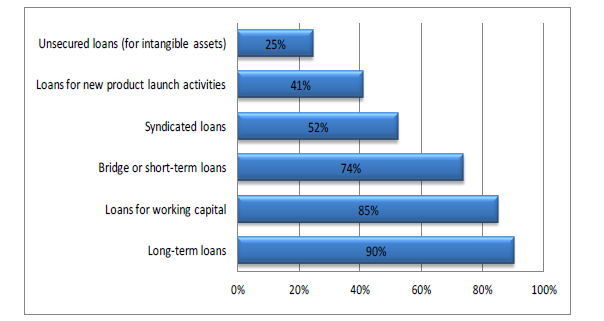 Unsecured loans (for intangible assets) 25%
Loans for new product launch activities 41%
Syndicated loans 52%
Bridge or short-term loans 74%
Loans for working capital 85%
Long-term loans 90%
0% 20% 40% 60% 80% 100%